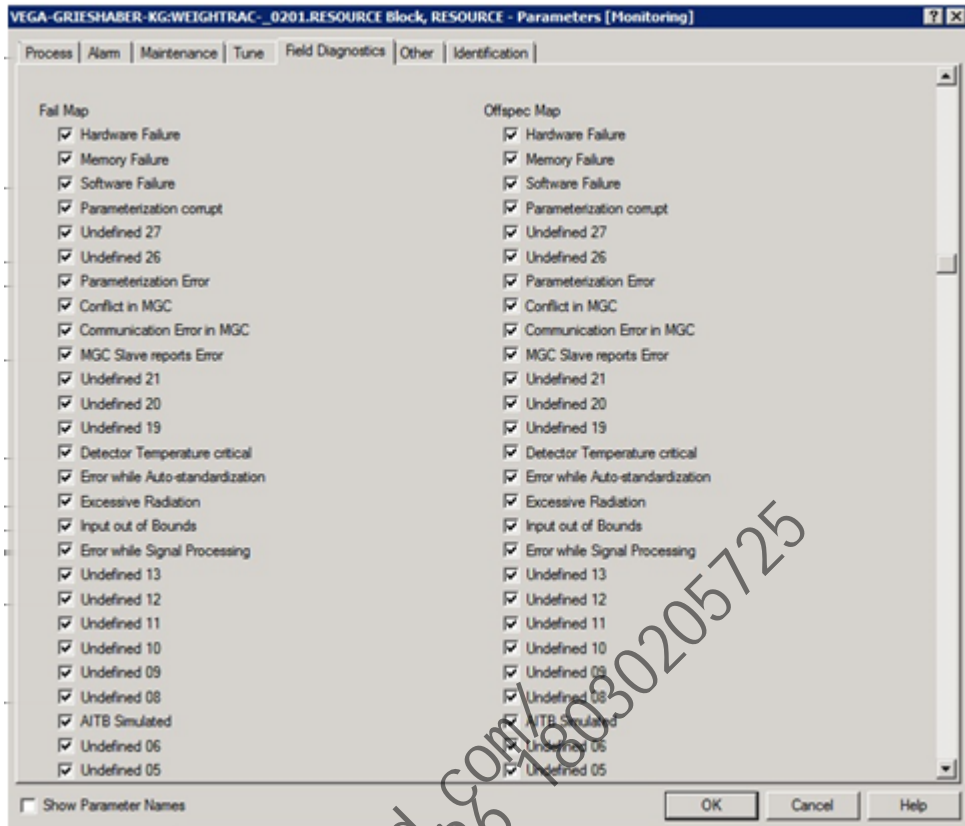 VEGA-GRIESHABER-KG:WEIGHTRAC-_0201.RESOURCE Block, RESOURCE - Parameters [Monitoring]
Process Alarm Maintenance Tune Field Diagnostics Other Identification
Fail Map Offspec Map
Hardware Failure Hardware Failure
Memory Failure Memory Failure
Software Failure Software Failure
Parameterization corrupt Parameterization corrupt
Undefined 27 Undefined 27
Undefined 26 Undefined 26
Parameterization Error Parameterization Error
Conflict in MGC Conflict in MGC
Communication Error in MGC Communication Error in MGC
MGC Slave reports Error MGC Slave reports Error
Undefined 21 Undefined 21
Undefined 20 Undefined 20
Undefined 19 Undefined 19
Detector Temperature critical Detector Temperature critical
Error while Auto-standardization Error while Auto-standardization
Excessive Radiation Excessive Radiation
Input out of Bounds Input out of Bounds
Error while Signal Processing Error while Signal Processing
Undefined 13 Undefined 13
Undefined 12 Undefined 12
Undefined 11 Undefined 11
Undefined 10 Undefined 10
Undefined 09 Undefined 09
Undefined 08 Undefined 08
AITB Simulated AITB Simulated
Undefined 06 Undefined 06
Undefined 05 Undefined 05
Show Parameter Names OK Cancel Help
18030205725